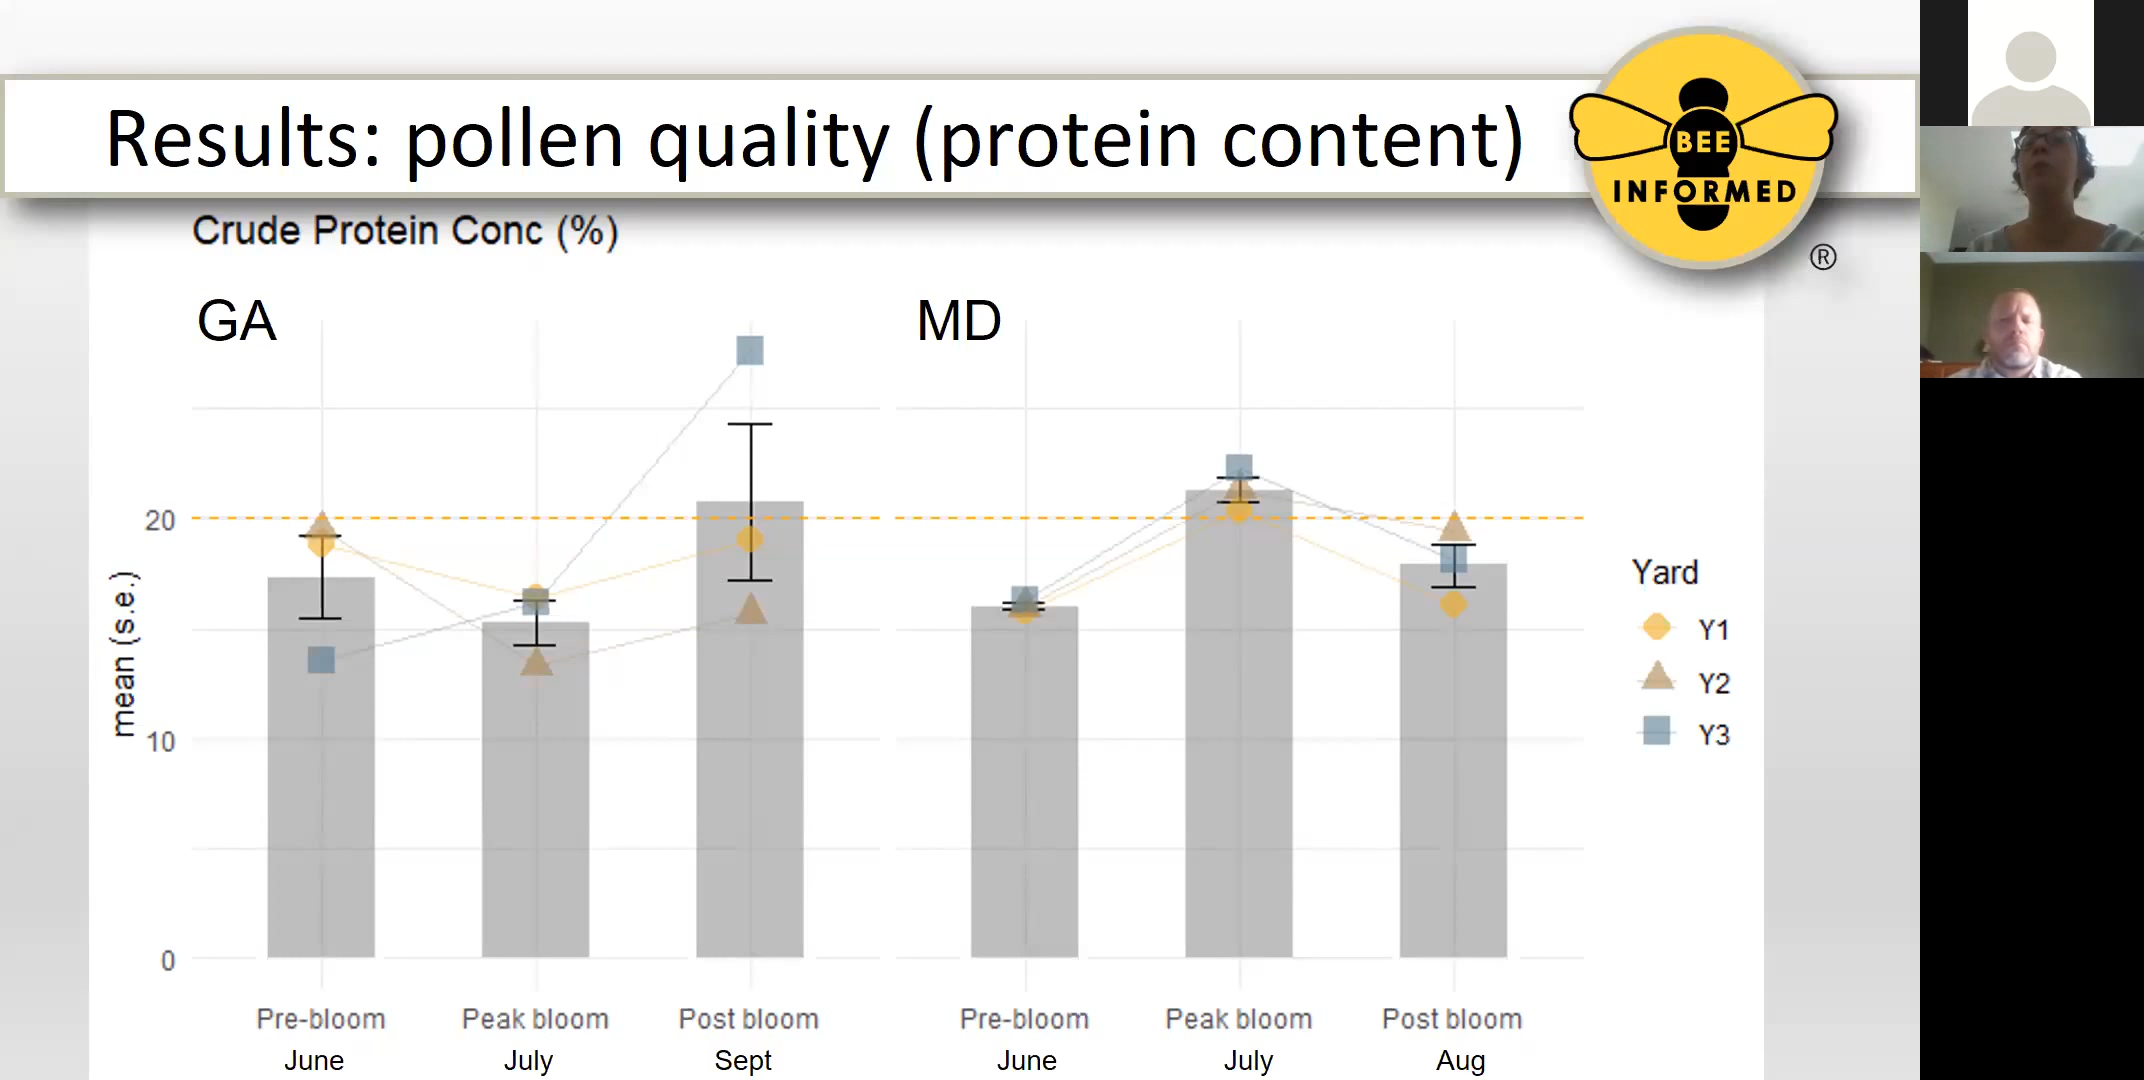 Results: pollen quality (protein content)
BEE
INFORMED
®
Crude Protein Conc (%)
GA
MD
20
10
0
mean (s.e.)
Yard
Y1
Y2
Y3
Pre-bloom
Peak bloom
Post bloom
Pre-bloom
Peak bloom
Post bloom
June
July
Sept
June
July
Aug